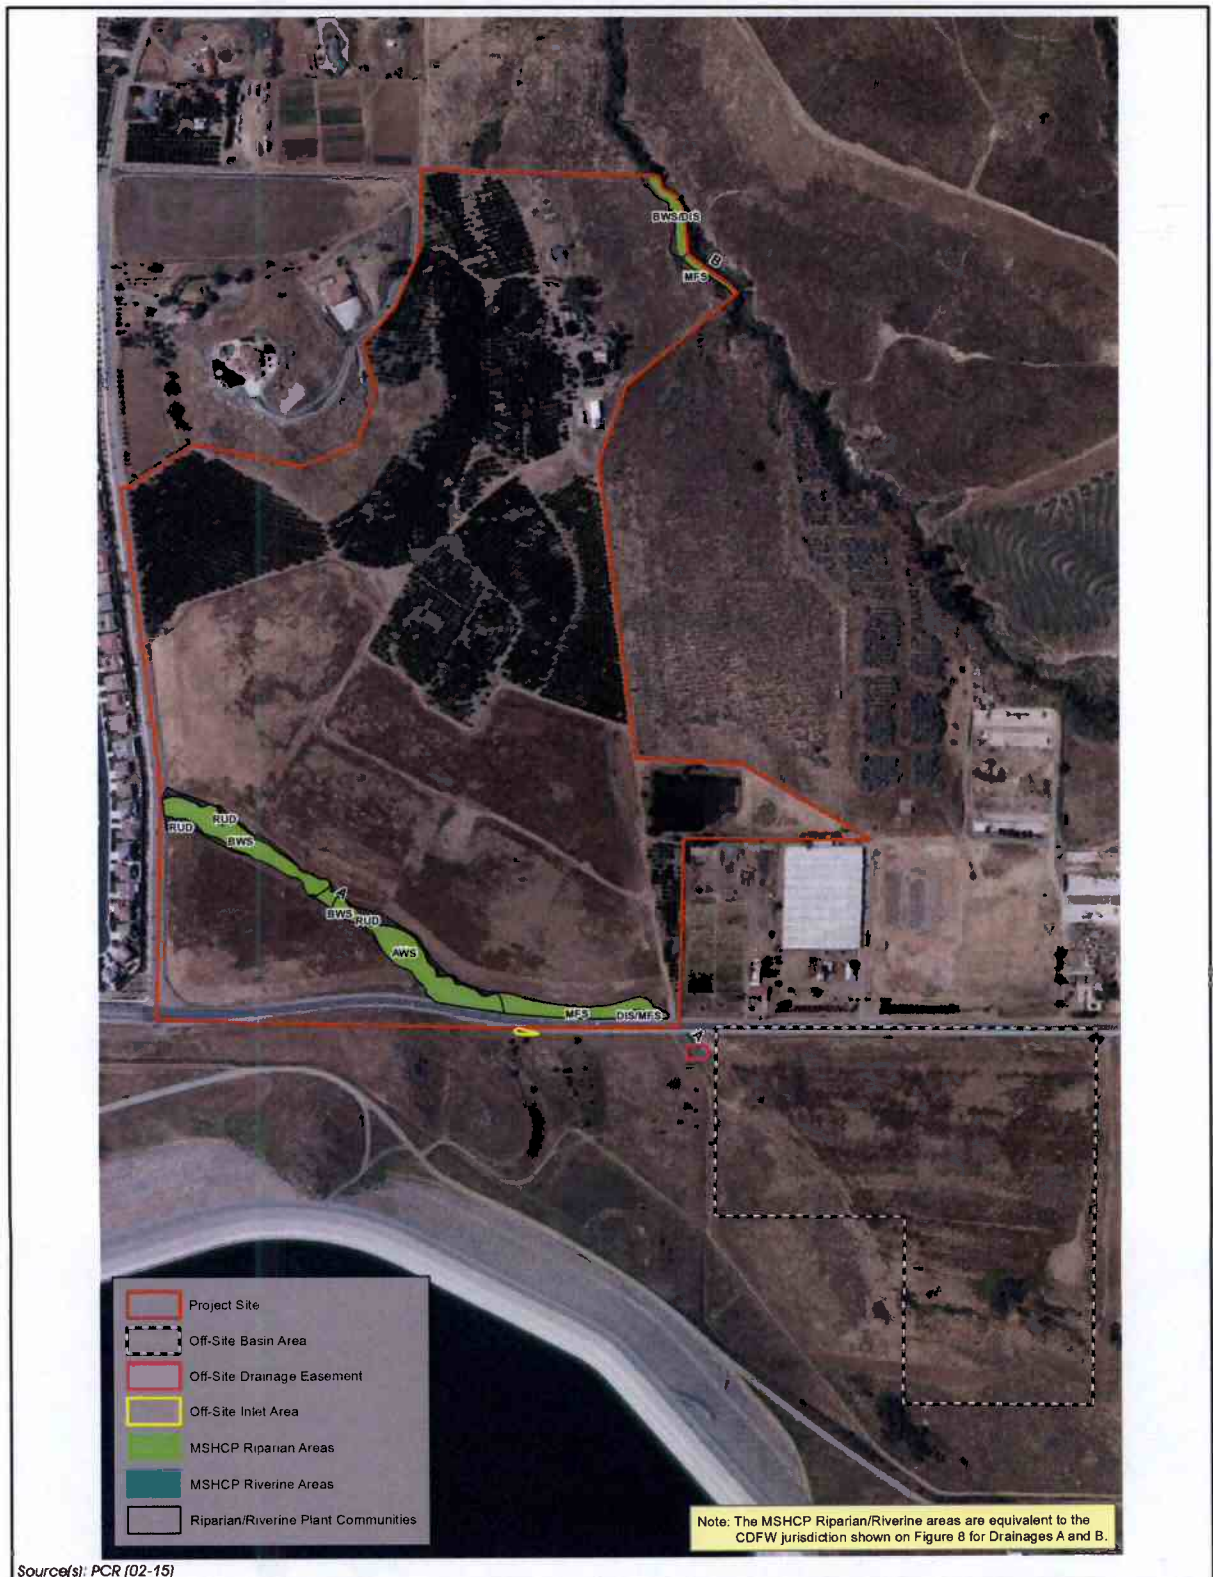 BWS/DIS
B
MFS
RUD
RUD
BWS
A
BWS
RUD
AWS
MFS
DIS/MFS
A
Project Site
Off-Site Basin Area
Off-Site Drainage Easement
Off-Site Inlet Area
MSHCP Riparian Areas
MSHCP Riverine Areas
Riparian/Riverine Plant Communities
Note: The MSHCP Riparian/Riverine areas are equivalent to the
CDFW jurisdiction shown on Figure 8 for Drainages A and B.
Source(s): PCR (02-15)